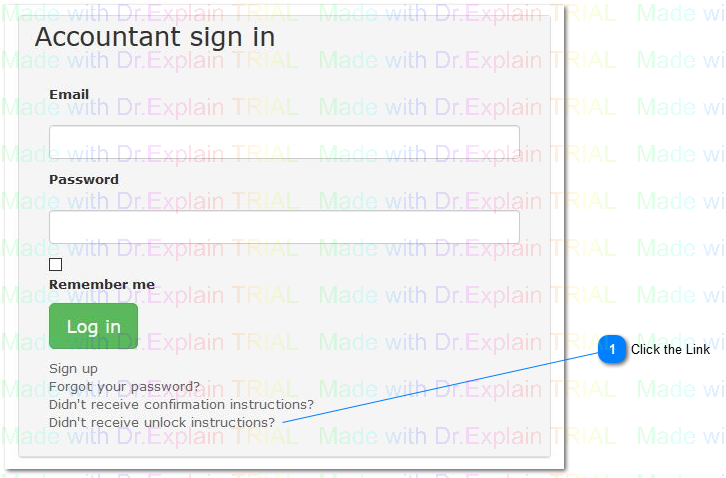 Accountant sign in
Email
Password
Remember me
Log in
Sign up
Forgot your password?
Didn't receive confirmation instructions?
Didn't receive unlock instructions?
1 Click the Link
Made with Dr.Explain TRIAL